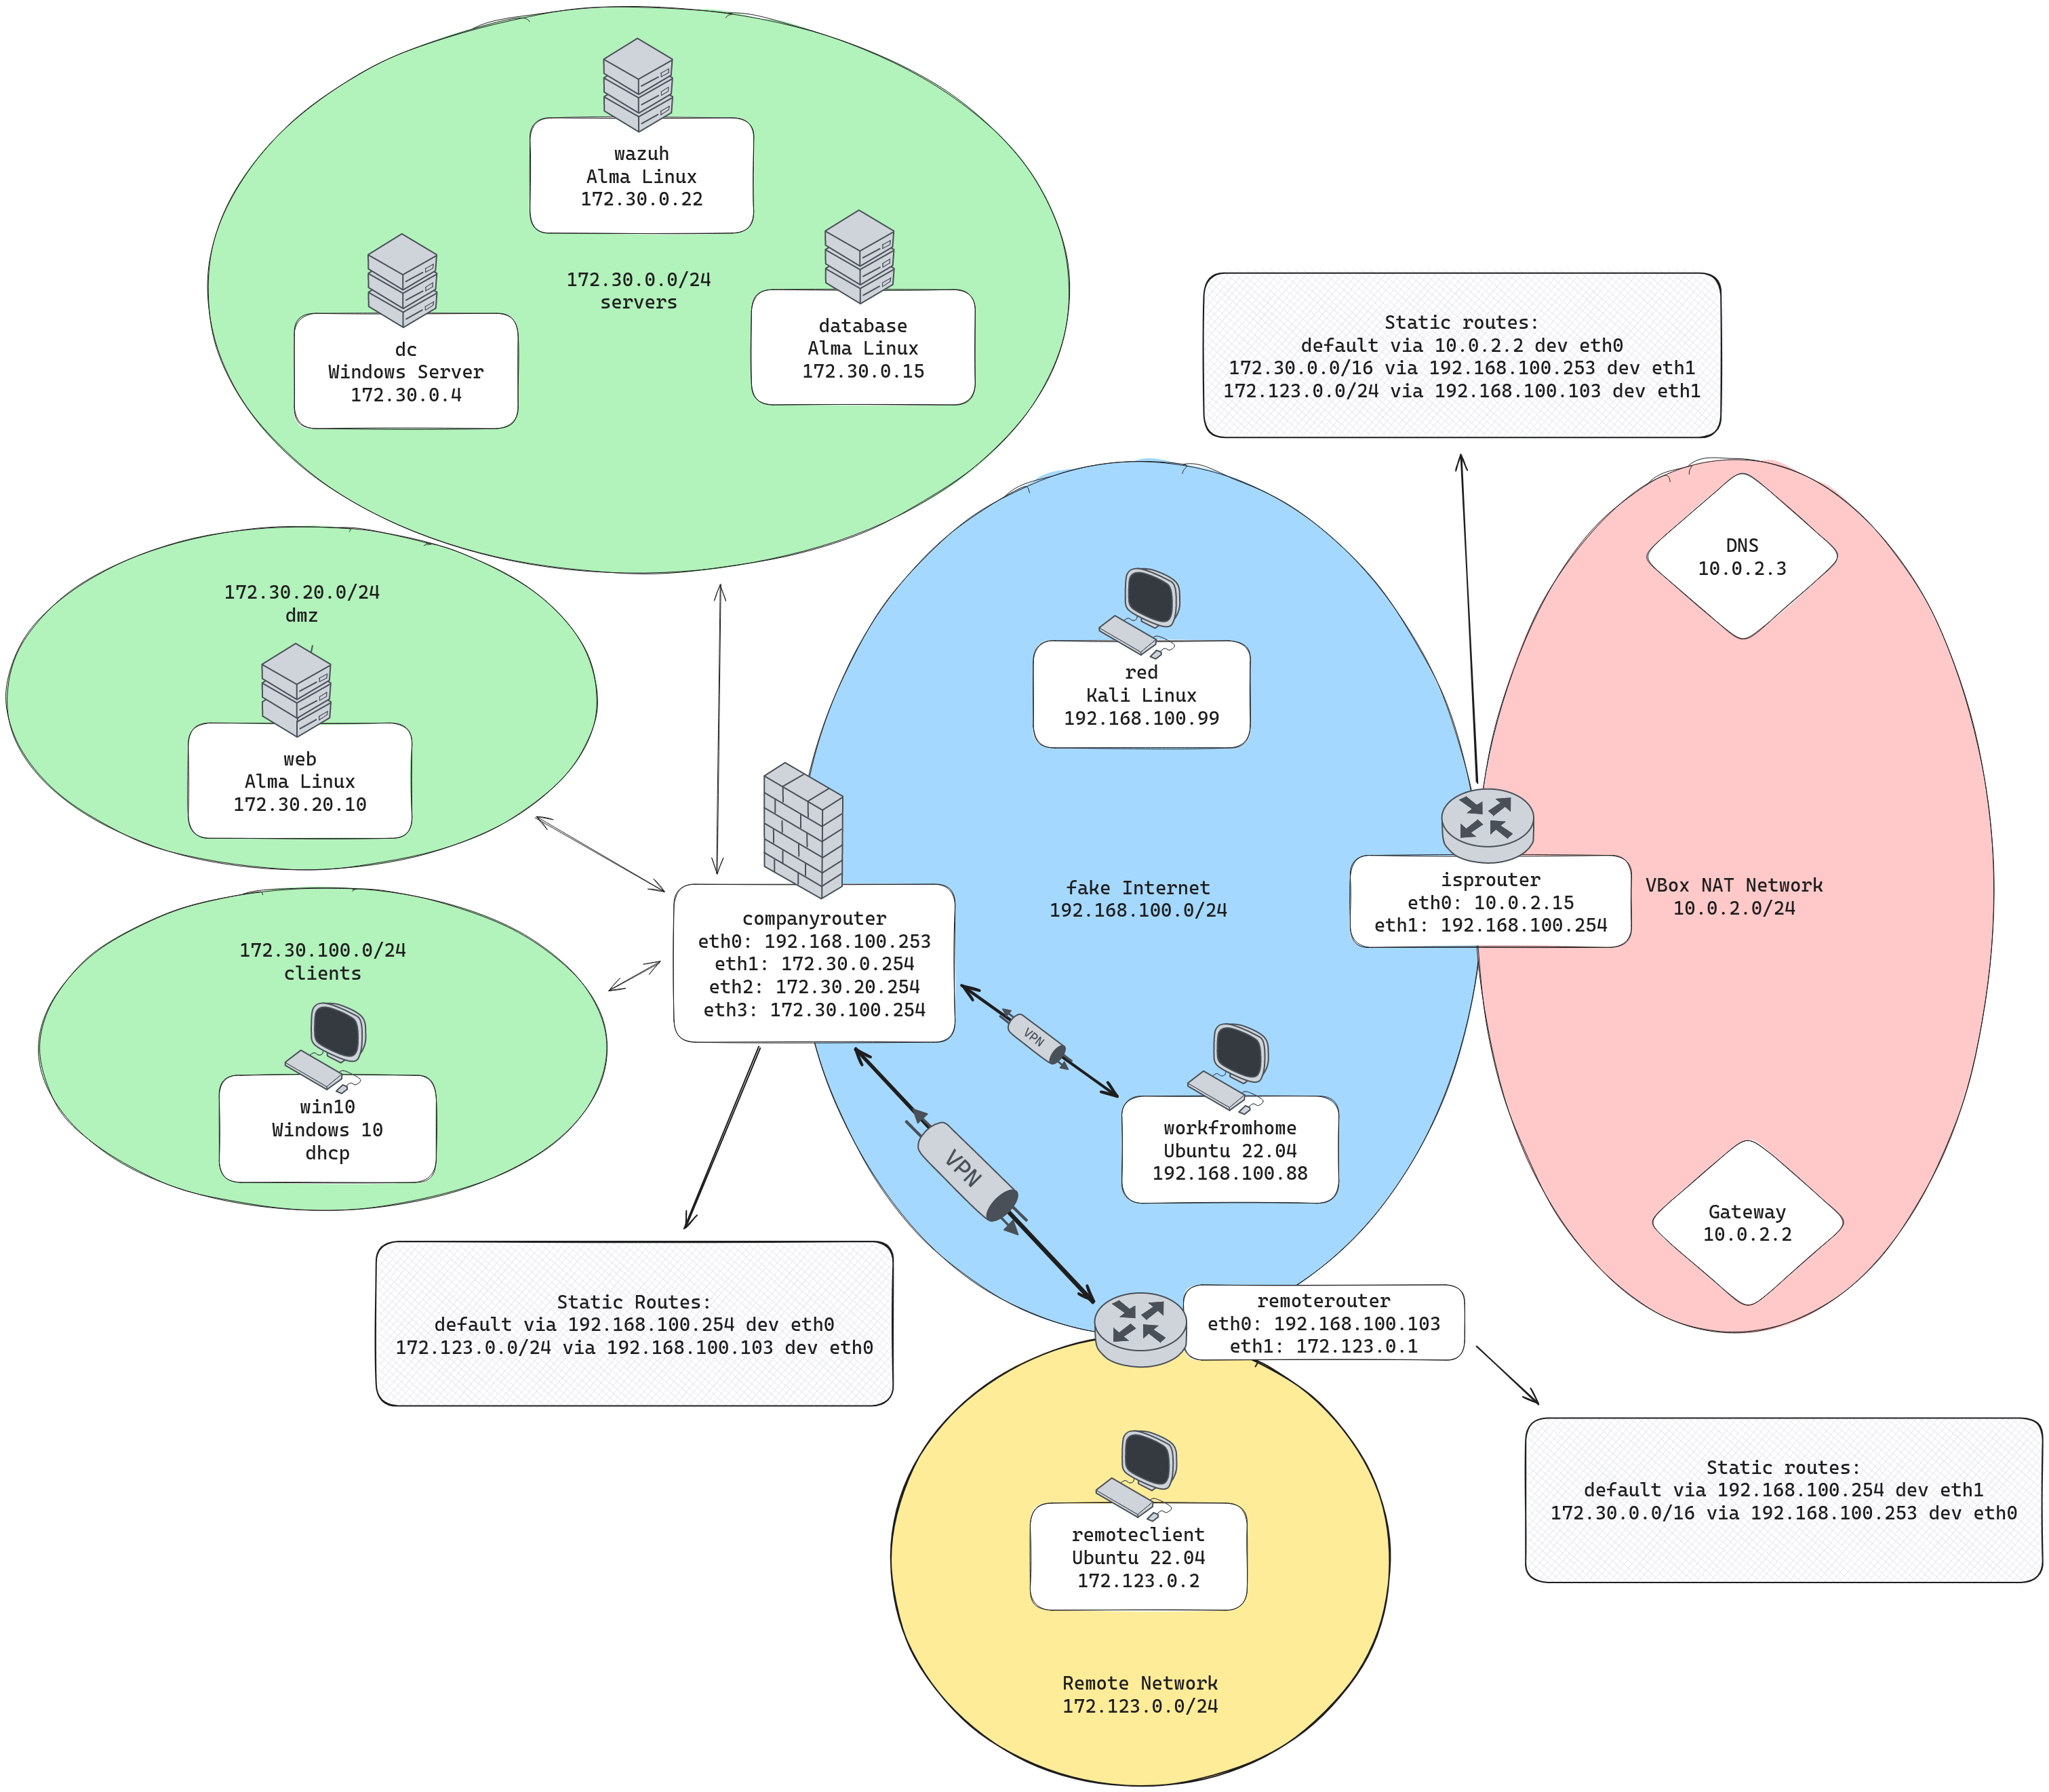 wazuh
Alma Linux
172.30.0.22
172.30.0.0/24
servers
dc
Windows Server
172.30.0.4
database
Alma Linux
172.30.0.15
Static routes:
default via 10.0.2.2 dev eth0
172.30.0.0/16 via 192.168.100.253 dev eth1
172.123.0.0/24 via 192.168.100.103 dev eth1
172.30.20.0/24
dmz
web
Alma Linux
172.30.20.10
red
Kali Linux
192.168.100.99
DNS
10.0.2.3
172.30.100.0/24
clients
win10
Windows 10
dhcp
companyrouter
eth0: 192.168.100.253
eth1: 172.30.0.254
eth2: 172.30.20.254
eth3: 172.30.100.254
fake Internet
192.168.100.0/24
isprouter
eth0: 10.0.2.15
eth1: 192.168.100.254
VBox NAT Network
10.0.2.0/24
VPN
workfromhome
Ubuntu 22.04
192.168.100.88
VPN
Gateway
10.0.2.2
Static Routes:
default via 192.168.100.254 dev eth0
172.123.0.0/24 via 192.168.100.103 dev eth0
remoterouter
eth0: 192.168.100.103
eth1: 172.123.0.1
Static routes:
default via 192.168.100.254 dev eth1
172.30.0.0/16 via 192.168.100.253 dev eth0
remoteclient
Ubuntu 22.04
172.123.0.2
Remote Network
172.123.0.0/24